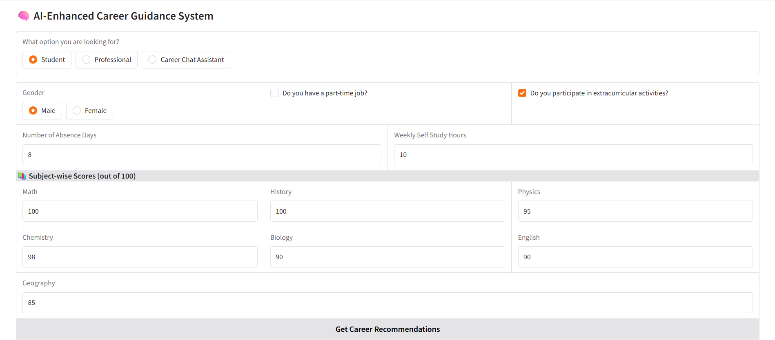 AI-Enhanced Career Guidance System
What option you are looking for?
Student Professional Career Chat Assistant
Gender
Male Female
Do you have a part-time job?
Do you participate in extracurricular activities?
Number of Absence Days
8
Weekly Self Study Hours
10
Subject-wise Scores (out of 100)
Math
100
History
100
Physics
95
Chemistry
98
Biology
90
English
90
Geography
85
Get Career Recommendations